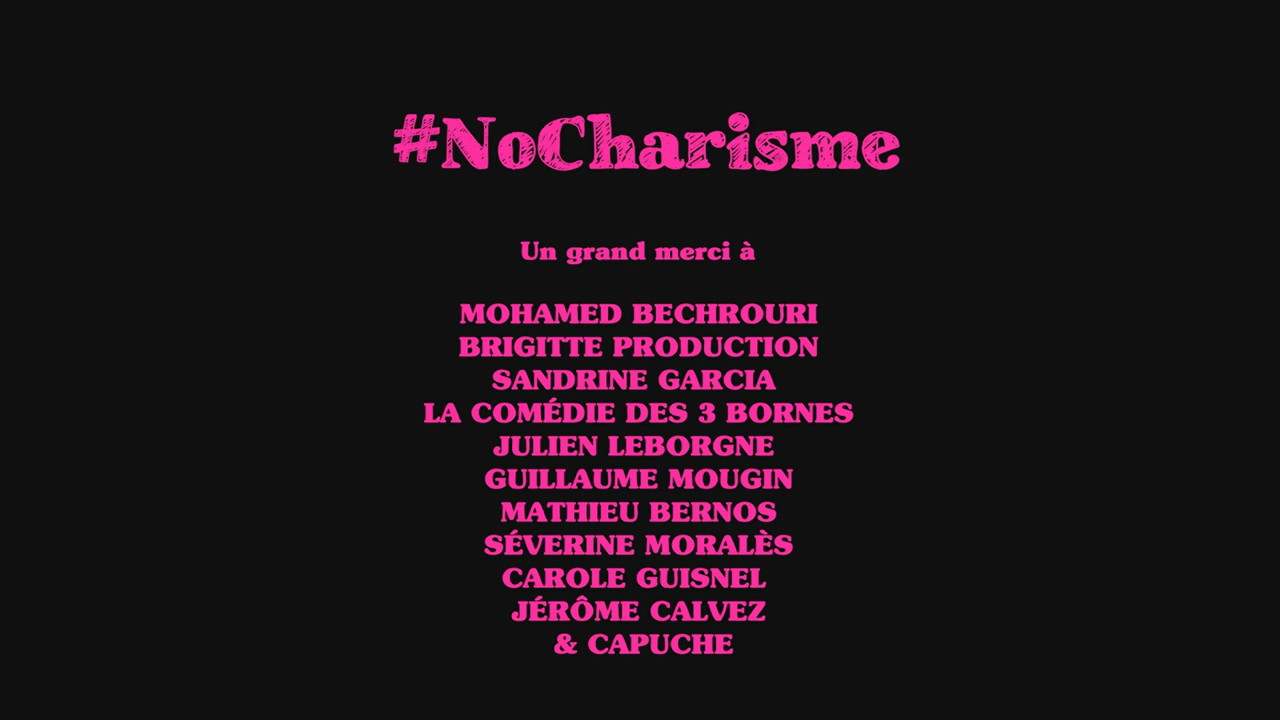 #NoCharisme
Un grand merci à
MOHAMED BECHROURI
BRIGITTE PRODUCTION
SANDRINE GARCIA
LA COMÉDIE DES 3 BORNES
JULIEN LEBORGNE
GUILLAUME MOUGIN
MATHIEU BERNOS
SÉVERINE MORALÈS
CAROLE GUISNEL
JÉRÔME CALVEZ
& CAPUCHE